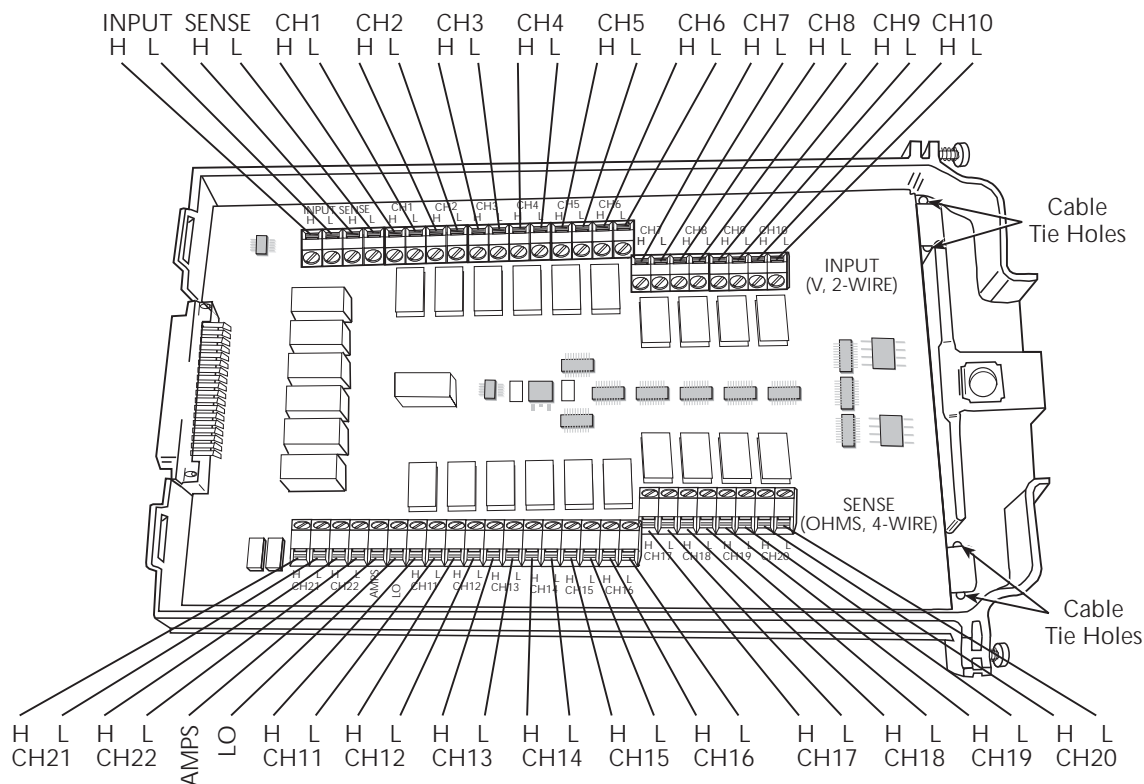 INPUT SENSE CH1 CH2 CH3 CH4 CH5 CH6 CH7 CH8 CH9 CH10
H L H L H L H L H L H L H L H L H L H L H L H L
INPUT SENSE CH1 CH2 CH3 CH4 CH5 CH6
H L H L H L H L H L H L H L H L
CH7 CH8 CH9 CH10
H L H L H L H L
Cable
Tie Holes
INPUT
(V, 2-WIRE)
SENSE
(OHMS, 4-WIRE)
H L H L H L H L
CH17 CH18 CH19 CH20
H L H L AMPS LO H L H L H L H L H L H L
CH21 CH22 CH11 CH12 CH13 CH14 CH15 CH16
Cable
Tie Holes
H L H L AMPS LO H L H L H L H L H L H L H L H L H L H L
CH21 CH22 CH11 CH12 CH13 CH14 CH15 CH16 CH17 CH18 CH19 CH20